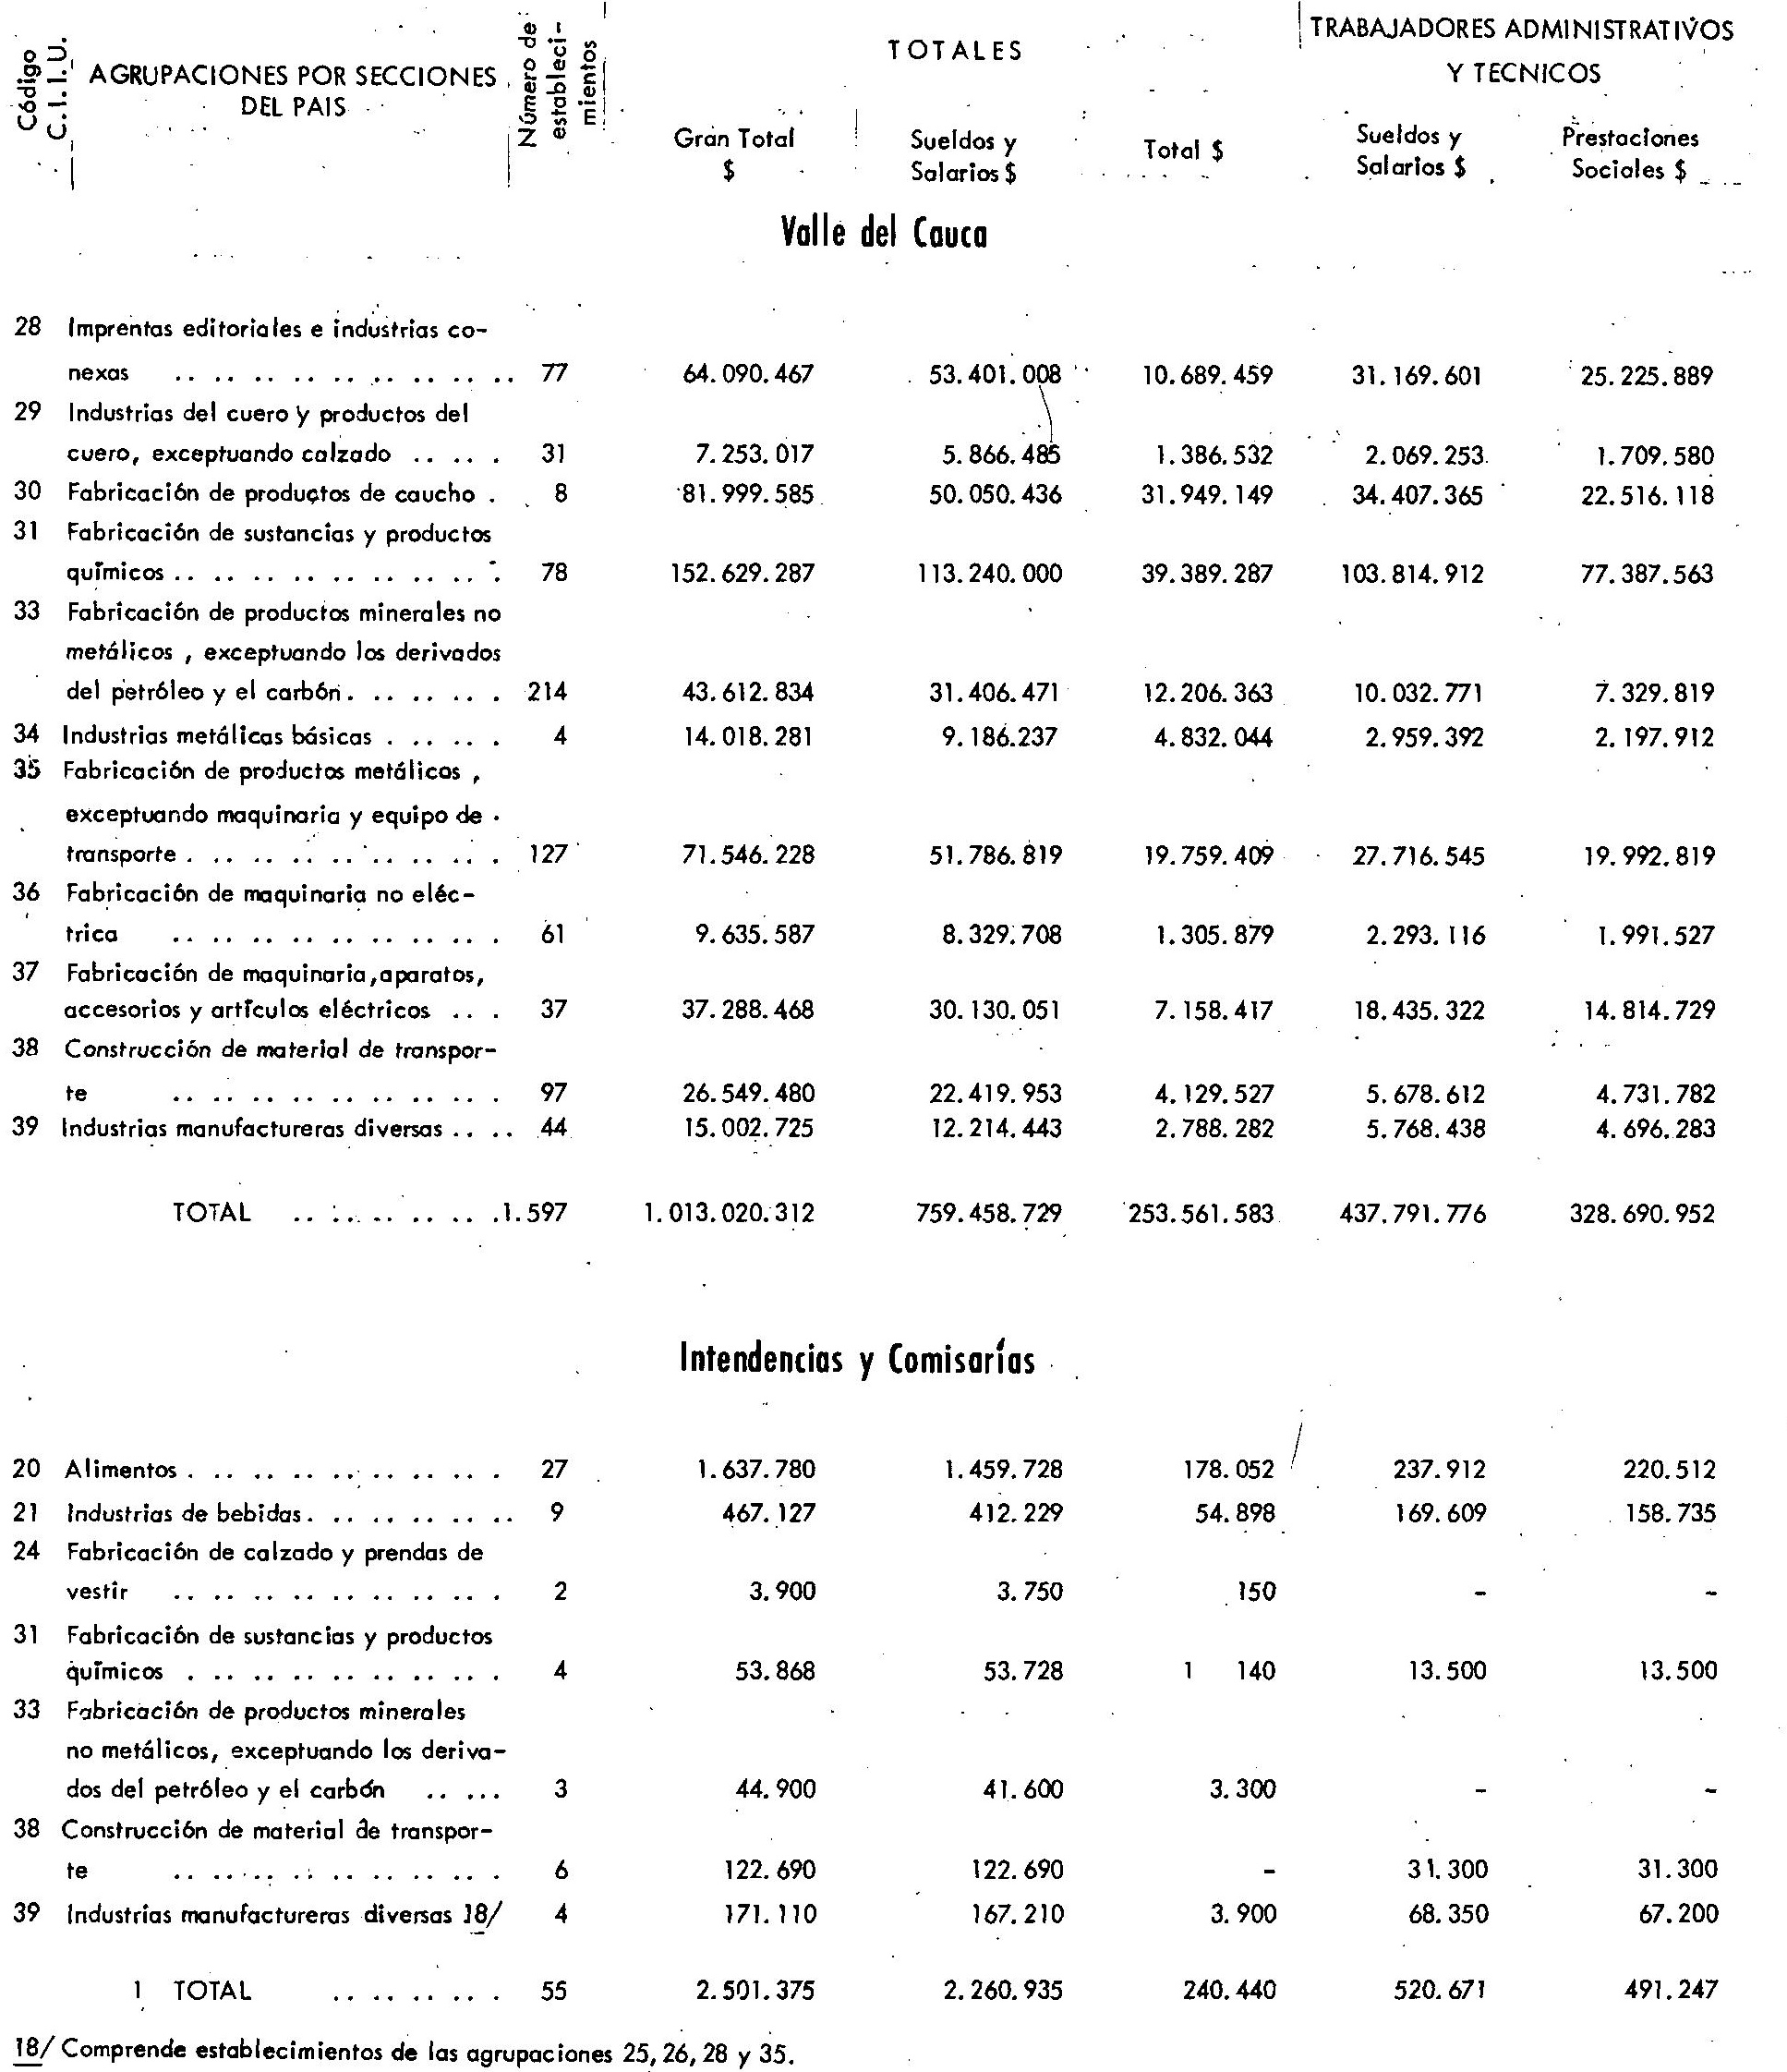 Código C.I.I.U. AGRUPACIONES POR SECCIONES DEL PAIS Número de estableci- mientos TOTALES TRABAJADORES ADMINISTRATIVOS Y TECNICOS
Gran Total $ Sueldos y Salarios $ Total $ Sueldos y Salarios $ Prestaciones Sociales $
Valle del Cauca
28 Imprentas editoriales e industrias co-
nexas .. .. .. .. .. .. .. .. .. 77 64.090.467 53.401.008 10.689.459 31.169.601 25.225.889
29 Industrias del cuero y productos del
cuero, exceptuando calzado .. .. . 31 7.253.017 5.866.485 1.386.532 2.069.253 1.709.580
30 Fabricación de productos de caucho . 8 81.999.585 50.050.436 31.949.149 34.407.365 22.516.118
31 Fabricación de sustancias y productos
químicos .. .. .. .. .. .. .. .. . 78 152.629.287 113.240.000 39.389.287 103.814.912 77.387.563
33 Fabricación de productos minerales no
metálicos , exceptuando los derivados
del petróleo y el carbón. .. .. .. . 214 43.612.834 31.406.471 12.206.363 10.032.771 7.329.819
34 Industrias metálicas básicas . .. .. . 4 14.018.281 9.186.237 4.832.044 2.959.392 2.197.912
35 Fabricación de productos metálicos ,
exceptuando maquinaria y equipo de
transporte . .. .. .. .. .. .. .. . 127 71.546.228 51.786.819 19.759.409 27.716.545 19.992.819
36 Fabricación de maquinaria no eléc-
trica .. .. .. .. .. .. .. .. . 61 9.635.587 8.329.708 1.305.879 2.293.116 1.991.527
37 Fabricación de maquinaria,aparatos,
accesorios y artículos eléctricos .. . 37 37.288.468 30.130.051 7.158.417 18.435.322 14.814.729
38 Construcción de material de transpor-
te .. .. .. .. .. .. .. .. . 97 26.549.480 22.419.953 4.129.527 5.678.612 4.731.782
39 Industrias manufactureras diversas .. .. 44 15.002.725 12.214.443 2.788.282 5.768.438 4.696.283
TOTAL .. .. .. .. .. . 1.597 1.013.020.312 759.458.729 253.561.583 437.791.776 328.690.952
Intendencias y Comisarías
20 Alimentos . .. .. .. .. .. .. .. . 27 1.637.780 1.459.728 178.052 237.912 220.512
21 Industrias de bebidas. .. .. .. .. .. 9 467.127 412.229 54.898 169.609 158.735
24 Fabricación de calzado y prendas de
vestir .. .. .. .. .. .. .. .. . 2 3.900 3.750 150 - -
31 Fabricación de sustancias y productos
químicos . .. .. .. .. .. .. .. . 4 53.868 53.728 1 140 13.500 13.500
33 Fabricación de productos minerales
no metálicos, exceptuando los deriva-
dos del petróleo y el carbón .. ... 3 44.900 41.600 3.300 - -
38 Construcción de material de transpor-
te .. .. .. .. .. .. .. .. . 6 122.690 122.690 - 31.300 31.300
39 Industrias manufactureras diversas 18/ 4 171.110 167.210 3.900 68.350 67.200
1 TOTAL .. .. .. .. . 55 2.501.375 2.260.935 240.440 520.671 491.247
18/ Comprende establecimientos de las agrupaciones 25, 26, 28 y 35.